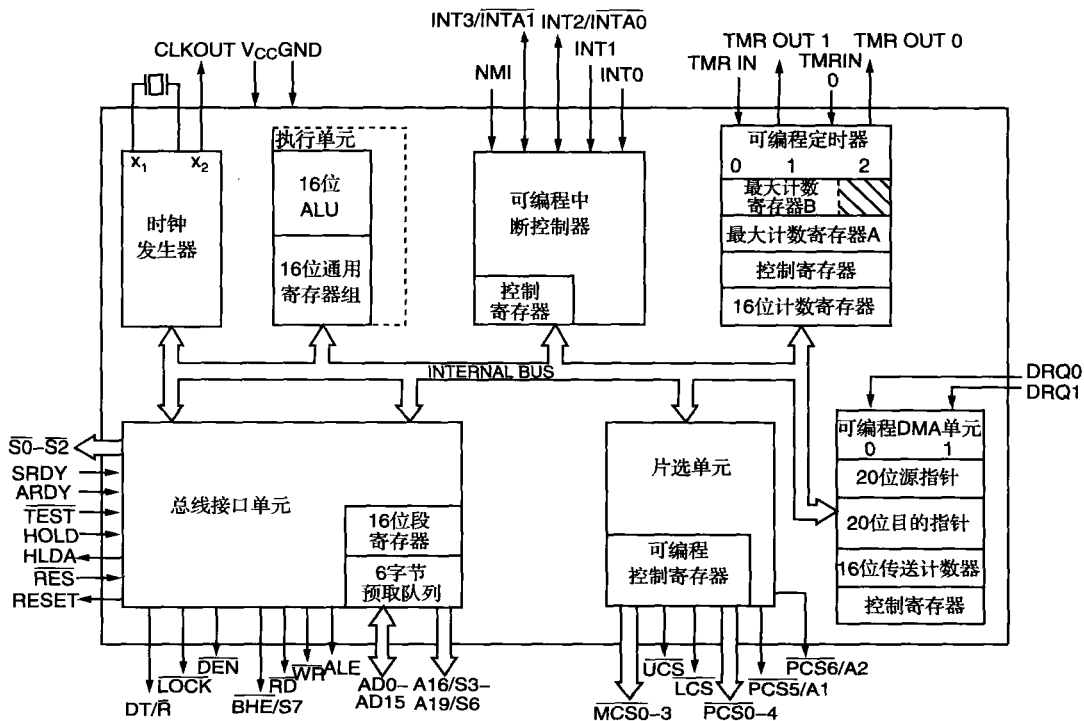 INT3/INTA1
INT2/INTA0
TMR OUT 1
TMR OUT 0
CLKOUT VCCGND
INT1
TMR IN
TMRIN
0
NMI
INT0
X1
X2
时钟
发生器
执行单元
16位
ALU
16位通用
寄存器组
可编程中
断控制器
控制
寄存器
可编程定时器
0 1 2
最大计数
寄存器B
最大计数寄存器A
控制寄存器
16位计数寄存器
INTERNAL BUS
DRQ0
DRQ1
S0-S2
SRDY
ARDY
TEST
HOLD
HLDA
RES
RESET
总线接口单元
16位段
寄存器
6字节
预取队列
片选单元
可编程
控制寄存器
可编程DMA单元
0 1
20位源指针
20位目的指针
16位传送计数器
控制寄存器
DT/R
LOCK
DEN
BHE/S7
RD
WR
ALE
AD0-
AD15
A16/S3-
A19/S6
MCS0-3
UCS
LCS
PCS0-4
PCS5/A1
PCS6/A2